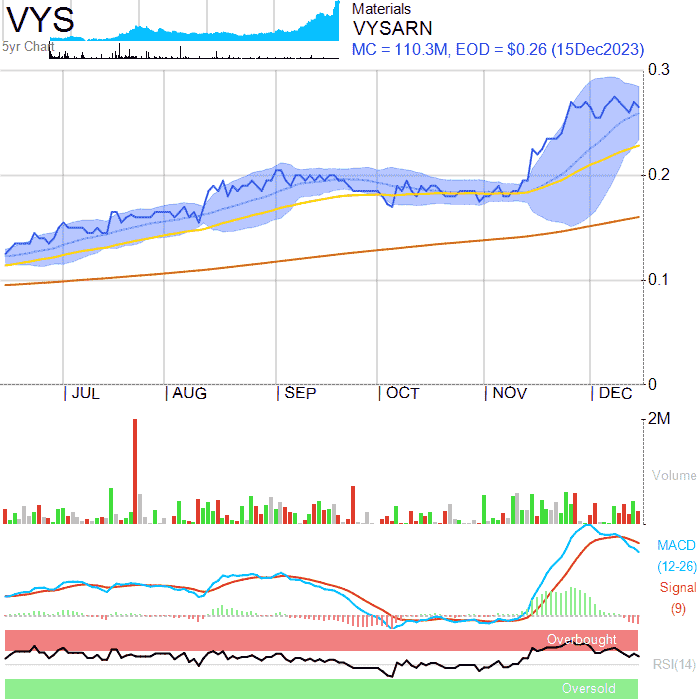 VYS
5yr Chart
Materials
VYSARN
MC = 110.3M, EOD = $0.26 (15Dec2023)
0.3
0.2
0.1
0
JUL AUG SEP OCT NOV DEC
2M
Volume
MACD
(12-26)
Signal
(9)
Overbought
RSI(14)
Oversold